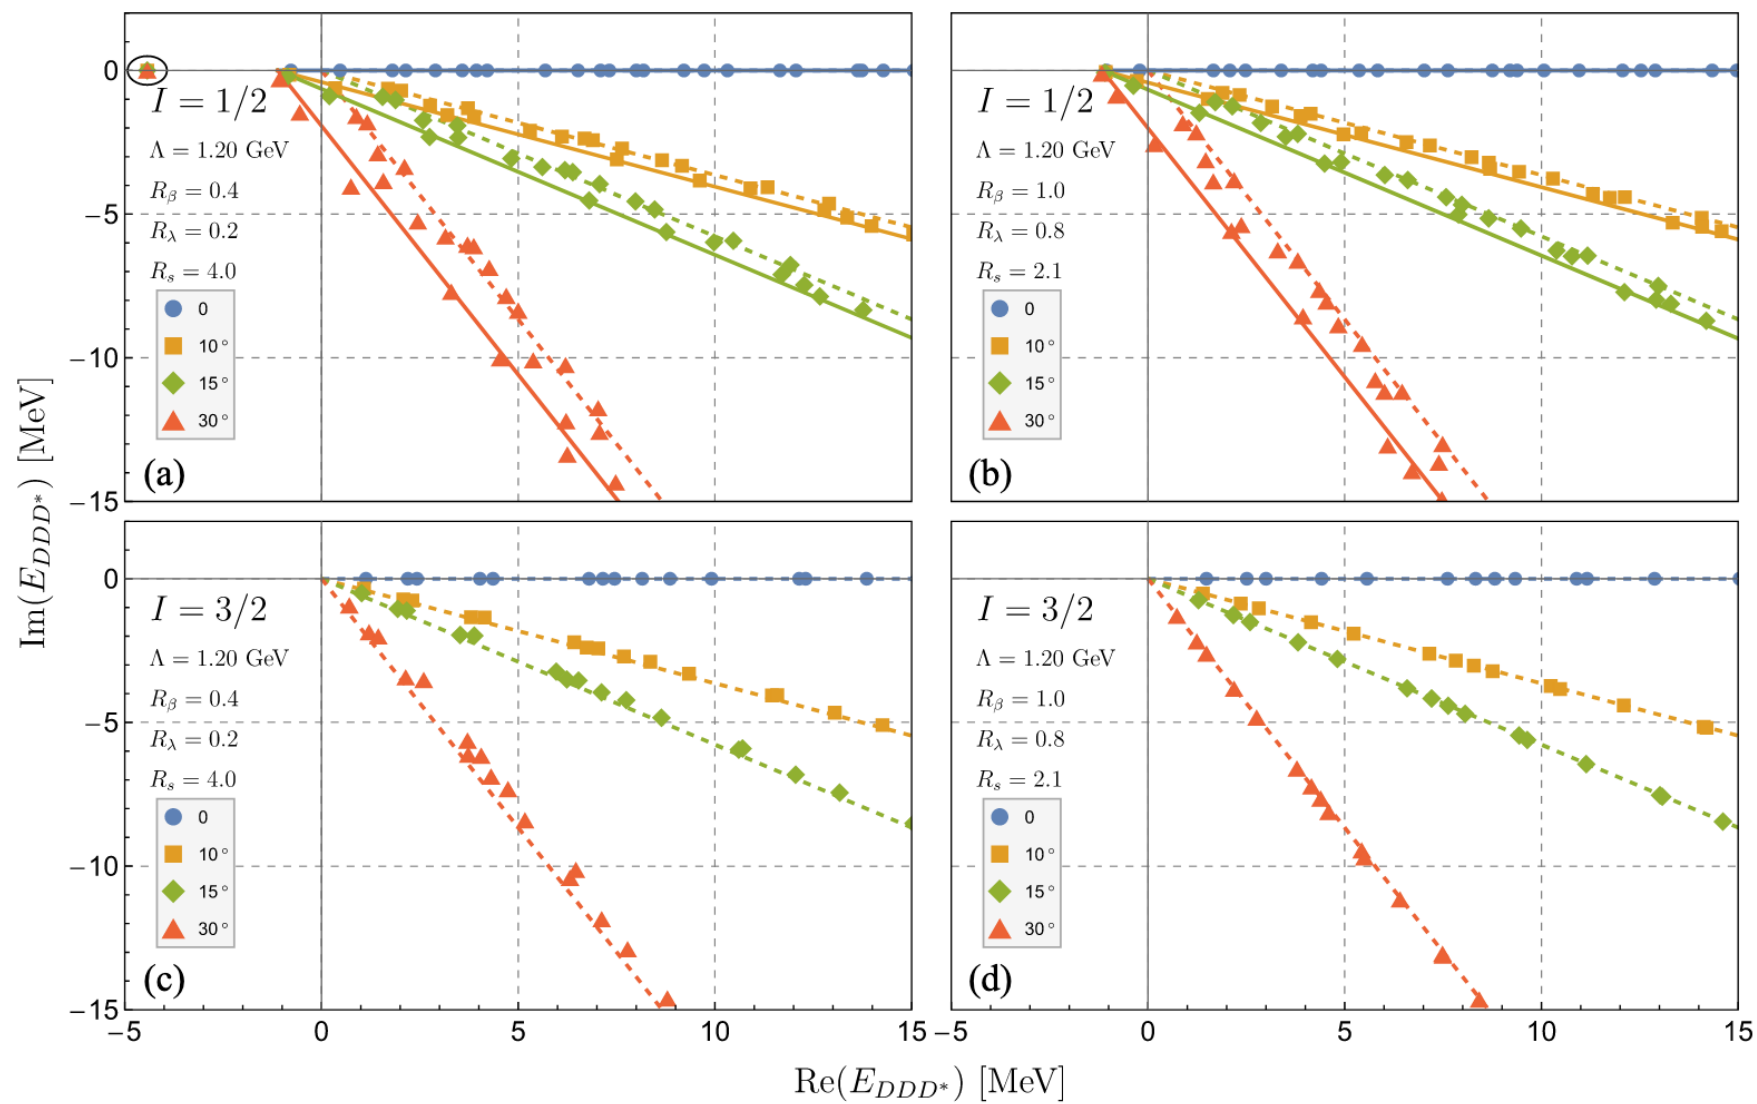 0
−5
−10
−15
I = 1/2
Λ = 1.20 GeV
R_β = 0.4
R_λ = 0.2
R_s = 4.0
0
10°
15°
30°
(a)
I = 1/2
Λ = 1.20 GeV
R_β = 1.0
R_λ = 0.8
R_s = 2.1
0
10°
15°
30°
(b)
Im(E_{DDD*}) [MeV]
0
−5
−10
−15
I = 3/2
Λ = 1.20 GeV
R_β = 0.4
R_λ = 0.2
R_s = 4.0
0
10°
15°
30°
(c)
I = 3/2
Λ = 1.20 GeV
R_β = 1.0
R_λ = 0.8
R_s = 2.1
0
10°
15°
30°
(d)
−5 0 5 10 15 −5 0 5 10 15
Re(E_{DDD*}) [MeV]